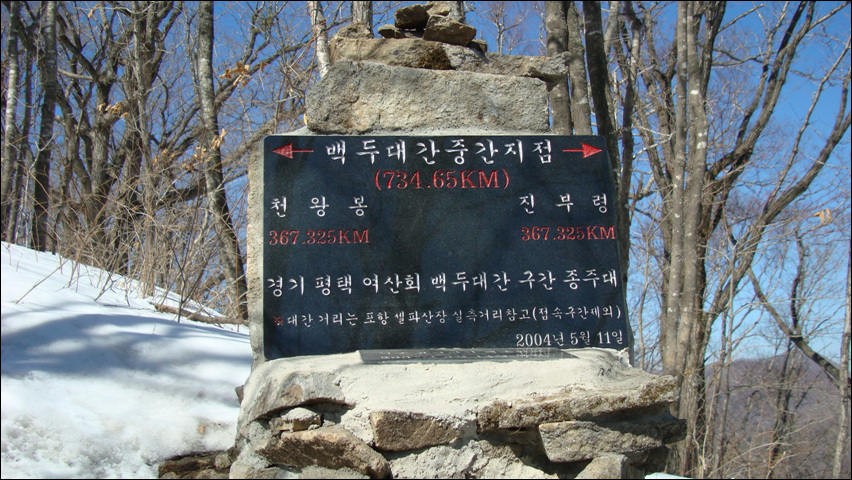 백두대간중간지점
(734.65KM)
천왕봉 진부령
367.325KM 367.325KM
경기 평택 여산회 백두대간 구간 종주대
※대간 거리는 포항 셀파산장 실측거리참고(접속구간제외)
2004년 5월 11일